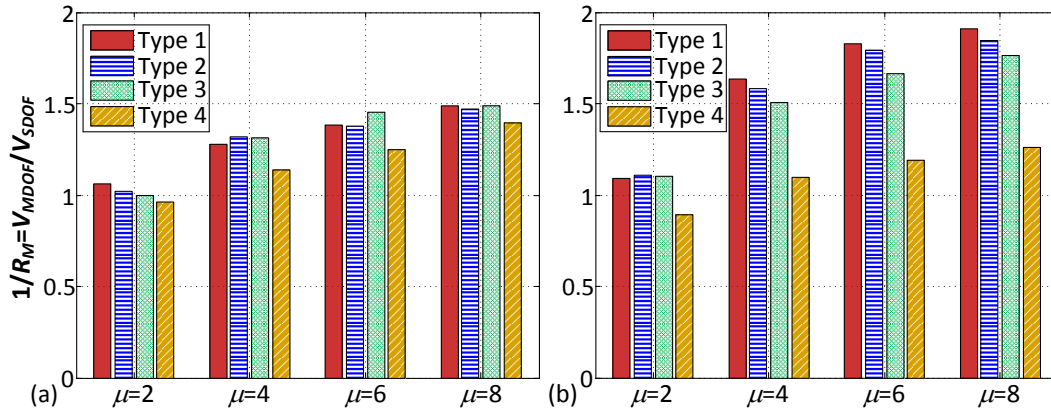 1/R_M=V_MDOF/V_SDOF
2
1.5
1
0.5
0
Type 1
Type 2
Type 3
Type 4
(a)
μ=2
μ=4
μ=6
μ=8
2
1.5
1
0.5
0
Type 1
Type 2
Type 3
Type 4
(b)
μ=2
μ=4
μ=6
μ=8